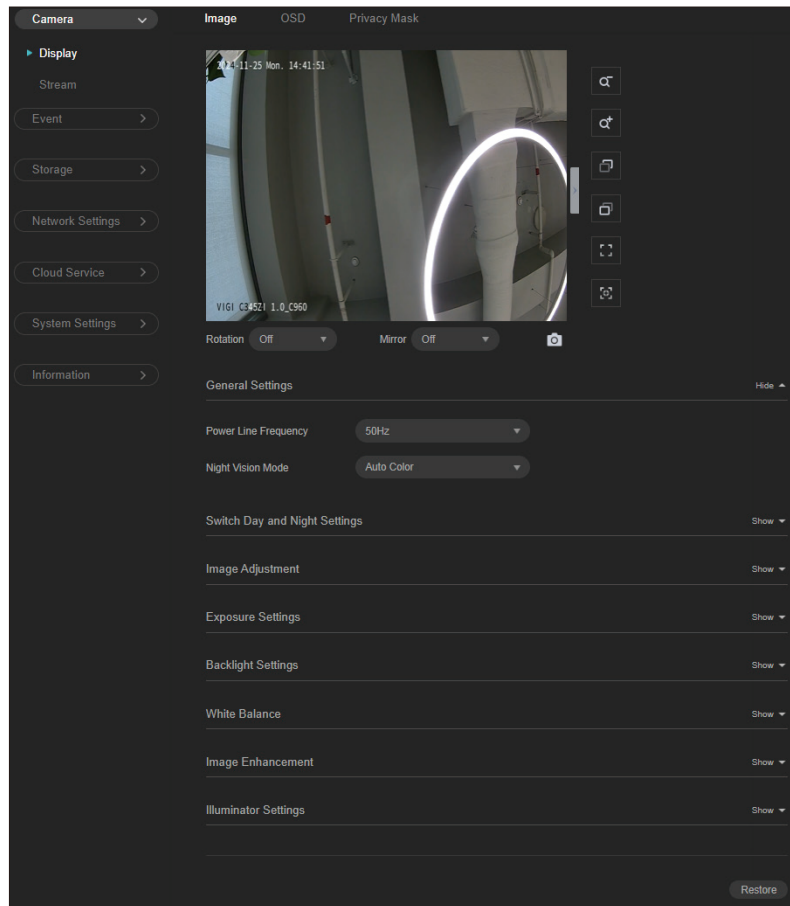 Camera
Image OSD Privacy Mask
Display
Stream
Event
Storage
Network Settings
Cloud Service
System Settings
Information
Mon. 14:41:51
VIGI 1.0_C960
Rotation Off Mirror Off
General Settings Hide
Power Line Frequency 50Hz
Night Vision Mode Auto Color
Switch Day and Night Settings Show
Image Adjustment Show
Exposure Settings Show
Backlight Settings Show
White Balance Show
Image Enhancement Show
Illuminator Settings Show
Restore